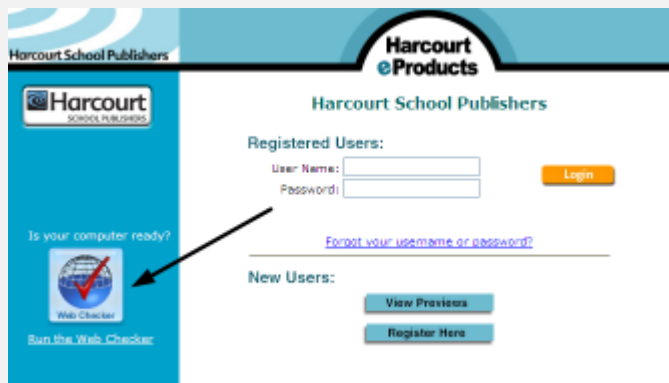 Harcourt School Publishers
Harcourt
eProducts
Harcourt
SCHOOL PUBLISHERS
Harcourt School Publishers
Registered Users:
User Name:
Login
Password:
Is your computer ready?
Forgot your username or password?
New Users:
Web Checker
View Previews
Run the Web Checker
Register Here